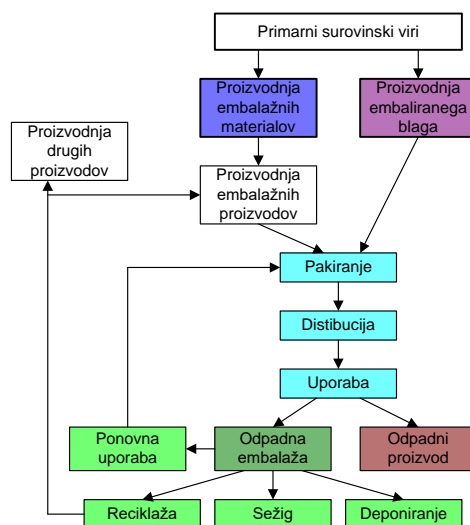 Primarni surovinski viri
Proizvodnja
embalažnih
materialov
Proizvodnja
embaliranega
blaga
Proizvodnja
drugih
proizvodov
Proizvodnja
embalažnih
proizvodov
Pakiranje
Distibucija
Uporaba
Ponovna
uporaba
Odpadna
embalaža
Odpadni
proizvod
Reciklaža
Sežig
Deponiranje